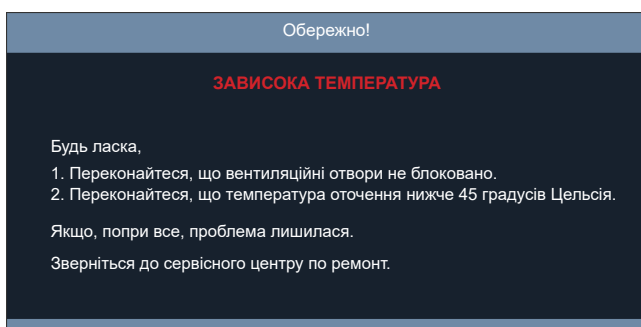 Обережно!
ЗАВИСОКА ТЕМПЕРАТУРА
Будь ласка,
1. Переконайтеся, що вентиляційні отвори не блоковано.
2. Переконайтеся, що температура оточення нижче 45 градусів Цельсія.
Якщо, попри все, проблема лишилася.
Зверніться до сервісного центру по ремонт.